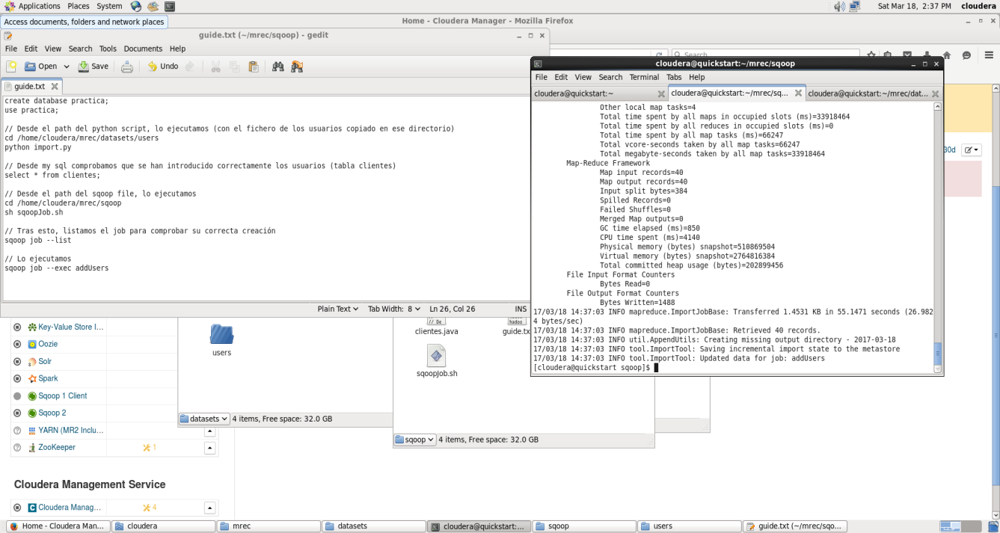 Applications Places System
Sat Mar 18, 2:37 PM cloudera
Access documents, folders and network places
Home - Cloudera Manager - Mozilla Firefox
guide.txt (~/mrec/sqoop) - gedit
File Edit View Search Tools Documents Help
Open Save Undo
guide.txt
create database practica;
use practica;
// Desde el path del python script, lo ejecutamos (con el fichero de los usuarios copiado en ese directorio)
cd /home/cloudera/mrec/datasets/users
python import.py
// Desde my sql comprobamos que se han introducido correctamente los usuarios (tabla clientes)
select * from clientes;
// Desde el path del sqoop file, lo ejecutamos
cd /home/cloudera/mrec/sqoop
sh sqoopJob.sh
// Tras esto, listamos el job para comprobar su correcta creación
sqoop job --list
// Lo ejecutamos
sqoop job --exec addUsers
Plain Text Tab Width: 8 Ln 26, Col 26 INS
Search
30d
cloudera@quickstart:~/mrec/sqoop
File Edit View Search Terminal Tabs Help
cloudera@quickstart:~
cloudera@quickstart:~/mrec/sq...
cloudera@quickstart:~/mrec/dat...
Other local map tasks=4
Total time spent by all maps in occupied slots (ms)=33918464
Total time spent by all reduces in occupied slots (ms)=0
Total time spent by all map tasks (ms)=66247
Total vcore-seconds taken by all map tasks=66247
Total megabyte-seconds taken by all map tasks=33918464
Map-Reduce Framework
Map input records=40
Map output records=40
Input split bytes=384
Spilled Records=0
Failed Shuffles=0
Merged Map outputs=0
GC time elapsed (ms)=850
CPU time spent (ms)=4140
Physical memory (bytes) snapshot=510869504
Virtual memory (bytes) snapshot=2764816384
Total committed heap usage (bytes)=202899456
File Input Format Counters
Bytes Read=0
File Output Format Counters
Bytes Written=1488
17/03/18 14:37:03 INFO mapreduce.ImportJobBase: Transferred 1.4531 KB in 55.1471 seconds (26.982
4 bytes/sec)
17/03/18 14:37:03 INFO mapreduce.ImportJobBase: Retrieved 40 records.
17/03/18 14:37:03 INFO util.AppendUtils: Creating missing output directory - 2017-03-18
17/03/18 14:37:03 INFO tool.ImportTool: Saving incremental import state to the metastore
17/03/18 14:37:03 INFO tool.ImportTool: Updated data for job: addUsers
[cloudera@quickstart sqoop]$
Key-Value Store I...
Oozie
Solr
Spark
Sqoop 1 Client
Sqoop 2
YARN (MR2 Inclu...
ZooKeeper 1
Cloudera Management Service
Cloudera Manag... 4
users
datasets 4 items, Free space: 32.0 GB
// De
hadoo
clientes.java
guide.tx
sqoopJob.sh
sqoop 4 items, Free space: 32.0 GB
Home - Cloudera Man...
cloudera
mrec
datasets
cloudera@quickstart:...
sqoop
users
guide.txt (~/mrec/sqo...